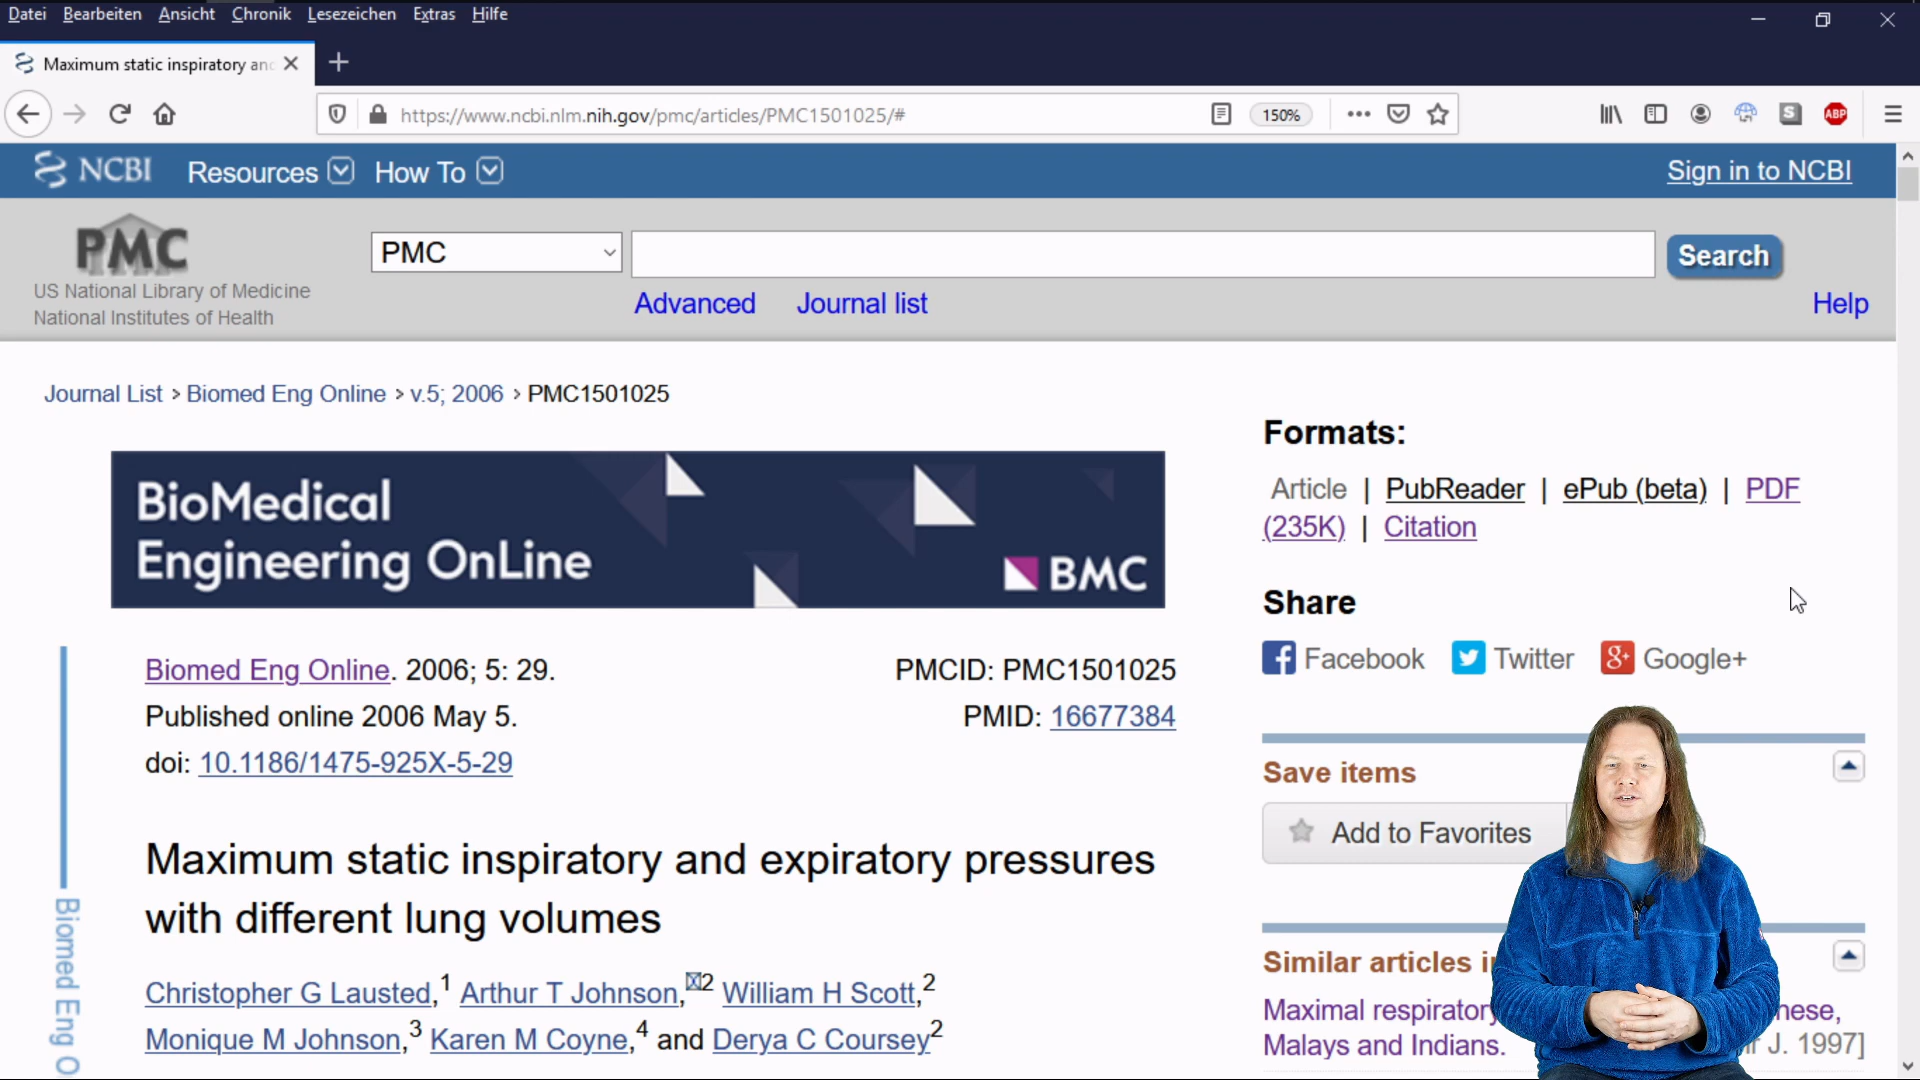 Datei Bearbeiten Ansicht Chronik Lesezeichen Extras Hilfe
Maximum static inspiratory anc
https://www.ncbi.nlm.nih.gov/pmc/articles/PMC1501025/#
150%
S
ABP
NCBI Resources How To
Sign in to NCBI
PMC
US National Library of Medicine
National Institutes of Health
PMC
Search
Advanced Journal list
Help
Journal List > Biomed Eng Online > v.5; 2006 > PMC1501025
BioMedical
Engineering OnLine
BMC
Biomed Eng Online. 2006; 5: 29.
Published online 2006 May 5.
doi: 10.1186/1475-925X-5-29
PMCID: PMC1501025
PMID: 16677384
Maximum static inspiratory and expiratory pressures
with different lung volumes
Christopher G Lausted,1 Arthur T Johnson,2 William H Scott,2
Monique M Johnson,3 Karen M Coyne,4 and Derya C Coursey2
Biomed Eng O
Formats:
Article | PubReader | ePub (beta) | PDF
(235K) | Citation
Share
Facebook Twitter Google+
Save items
Add to Favorites
Similar articles i
Maximal respiratory nese,
Malays and Indians. J. 1997]